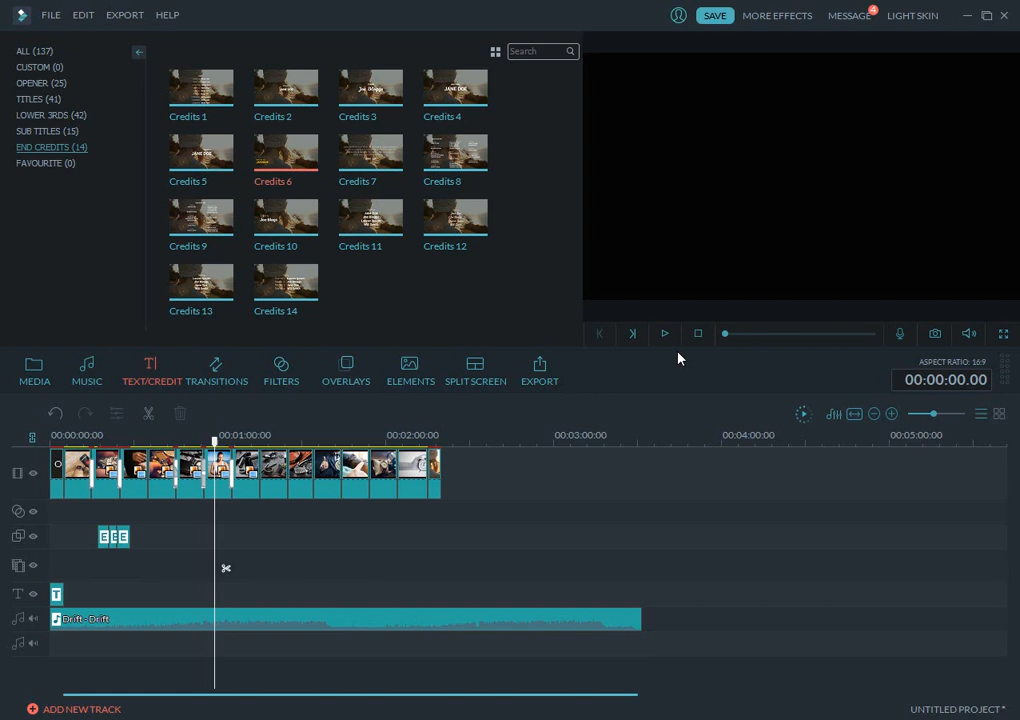 FILE EDIT EXPORT HELP
SAVE MORE EFFECTS MESSAGE 4 LIGHT SKIN
ALL (137)
CUSTOM (0)
OPENER (25)
TITLES (41)
LOWER 3RDS (42)
SUB TITLES (15)
END CREDITS (14)
FAVOURITE (0)
Search
JANE DOE
Credits 1 Credits 2 Credits 3 Credits 4
JANE DOE
Credits 5 Credits 6 Credits 7 Credits 8
Credits 9 Credits 10 Credits 11 Credits 12
Credits 13 Credits 14
MEDIA MUSIC TEXT/CREDIT TRANSITIONS FILTERS OVERLAYS ELEMENTS SPLIT SCREEN EXPORT
ASPECT RATIO: 16:9
00:00:00.00
00:00:00:00 00:01:00:00 00:02:00:00 00:03:00:00 00:04:00:00 00:05:00:00
O
E E E
T
Drift - Drift
ADD NEW TRACK
UNTITLED PROJECT *